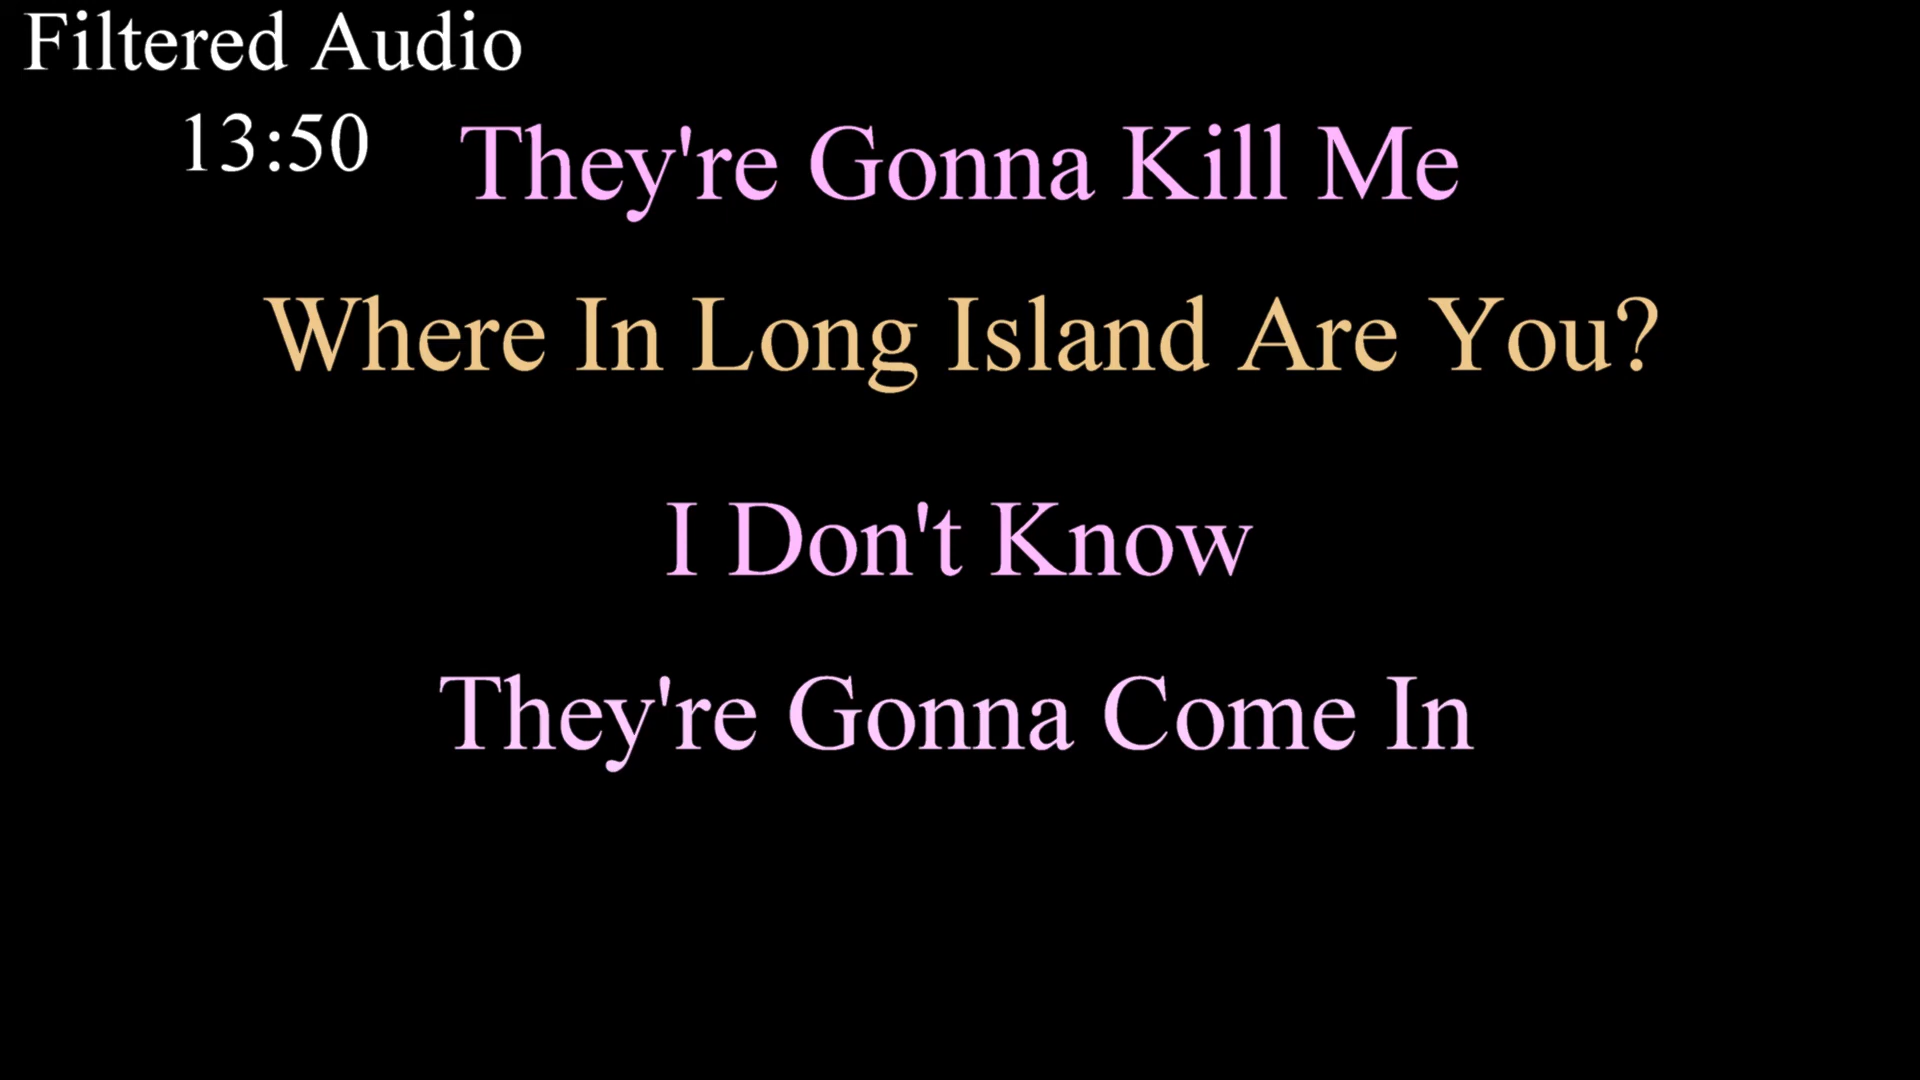 Filtered Audio
13:50
They're Gonna Kill Me
Where In Long Island Are You?
I Don't Know
They're Gonna Come In